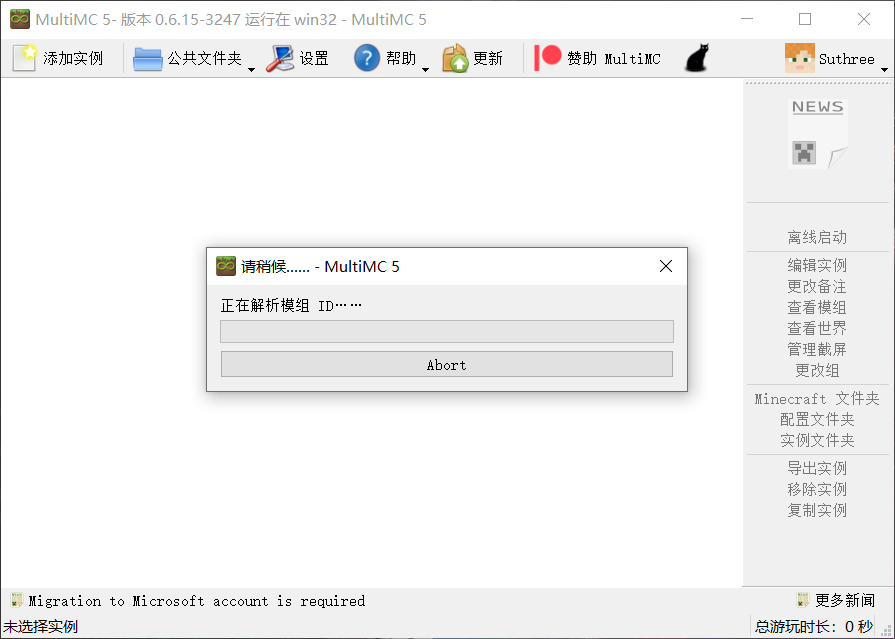 MultiMC 5- 版本 0.6.15-3247 运行在 win32 - MultiMC 5
添加实例 公共文件夹 设置 帮助 更新 赞助 MultiMC Suthree
NEWS
离线启动
编辑实例
更改备注
查看模组
查看世界
管理截屏
更改组
Minecraft 文件夹
配置文件夹
实例文件夹
导出实例
移除实例
复制实例
请稍候...... - MultiMC 5
正在解析模组 ID……
Abort
Migration to Microsoft account is required 更多新闻
未选择实例 总游玩时长: 0 秒